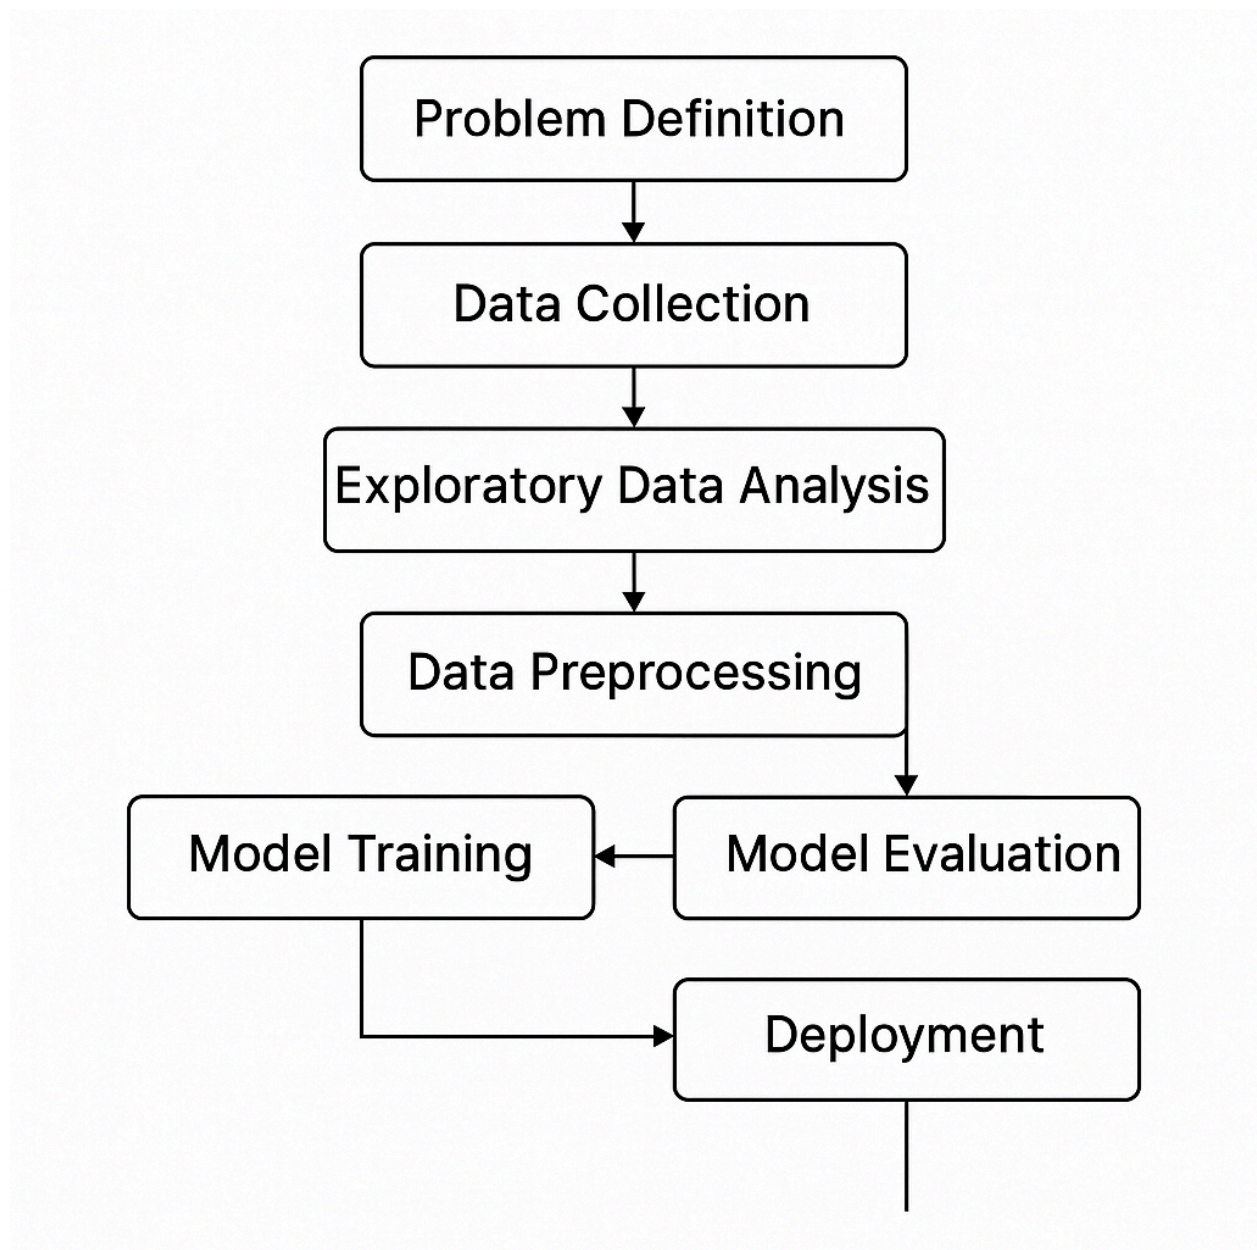 Problem Definition
Data Collection
Exploratory Data Analysis
Data Preprocessing
Model Training
Model Evaluation
Deployment